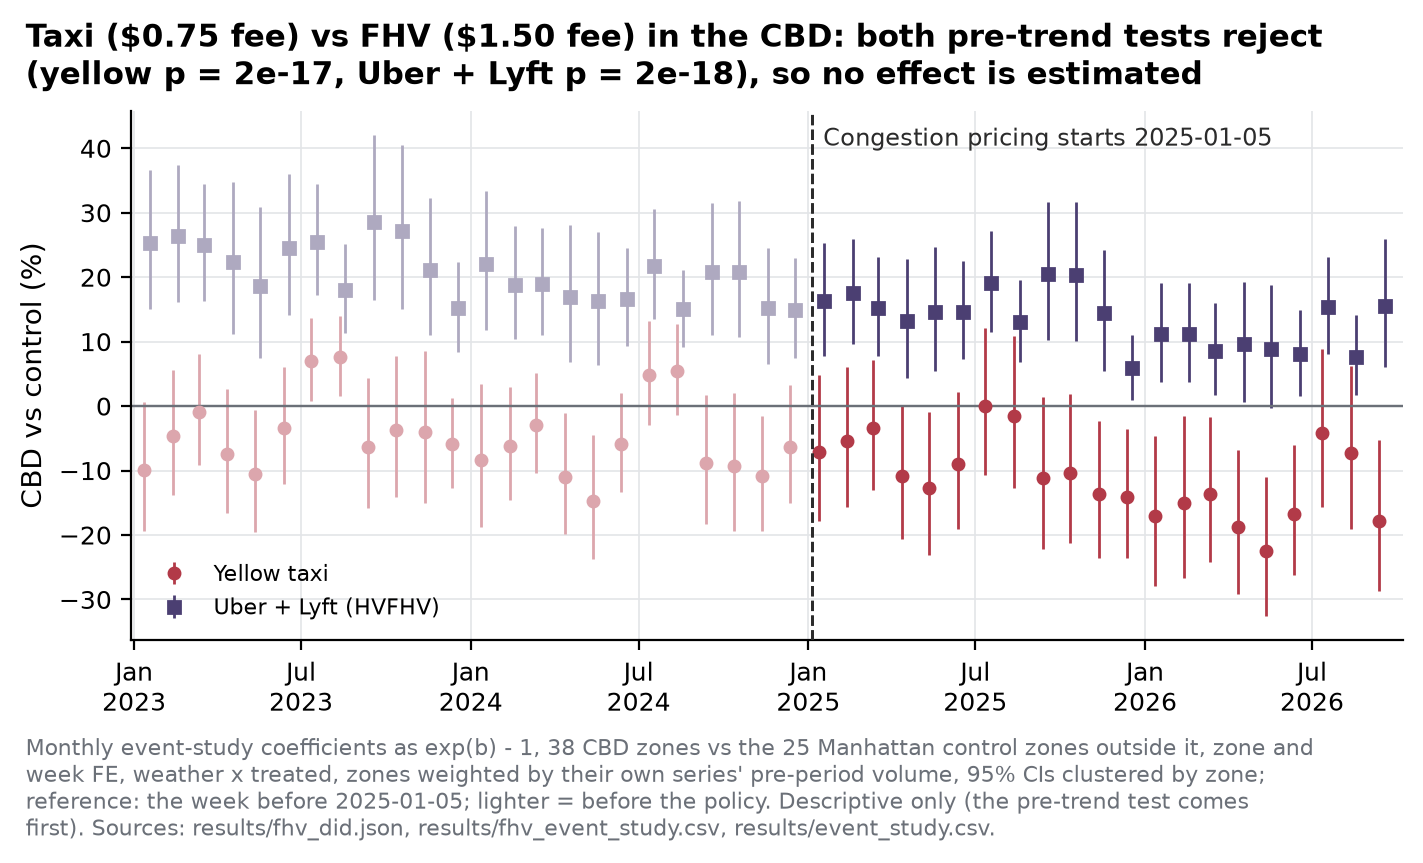 Taxi ($0.75 fee) vs FHV ($1.50 fee) in the CBD: both pre-trend tests reject
(yellow p = 2e-17, Uber + Lyft p = 2e-18), so no effect is estimated
CBD vs control (%)
40
30
20
10
0
−10
−20
−30
Congestion pricing starts 2025-01-05
Yellow taxi
Uber + Lyft (HVFHV)
Jan
2023
Jul
2023
Jan
2024
Jul
2024
Jan
2025
Jul
2025
Jan
2026
Jul
2026
Monthly event-study coefficients as exp(b) - 1, 38 CBD zones vs the 25 Manhattan control zones outside it, zone and
week FE, weather x treated, zones weighted by their own series' pre-period volume, 95% CIs clustered by zone;
reference: the week before 2025-01-05; lighter = before the policy. Descriptive only (the pre-trend test comes
first). Sources: results/fhv_did.json, results/fhv_event_study.csv, results/event_study.csv.